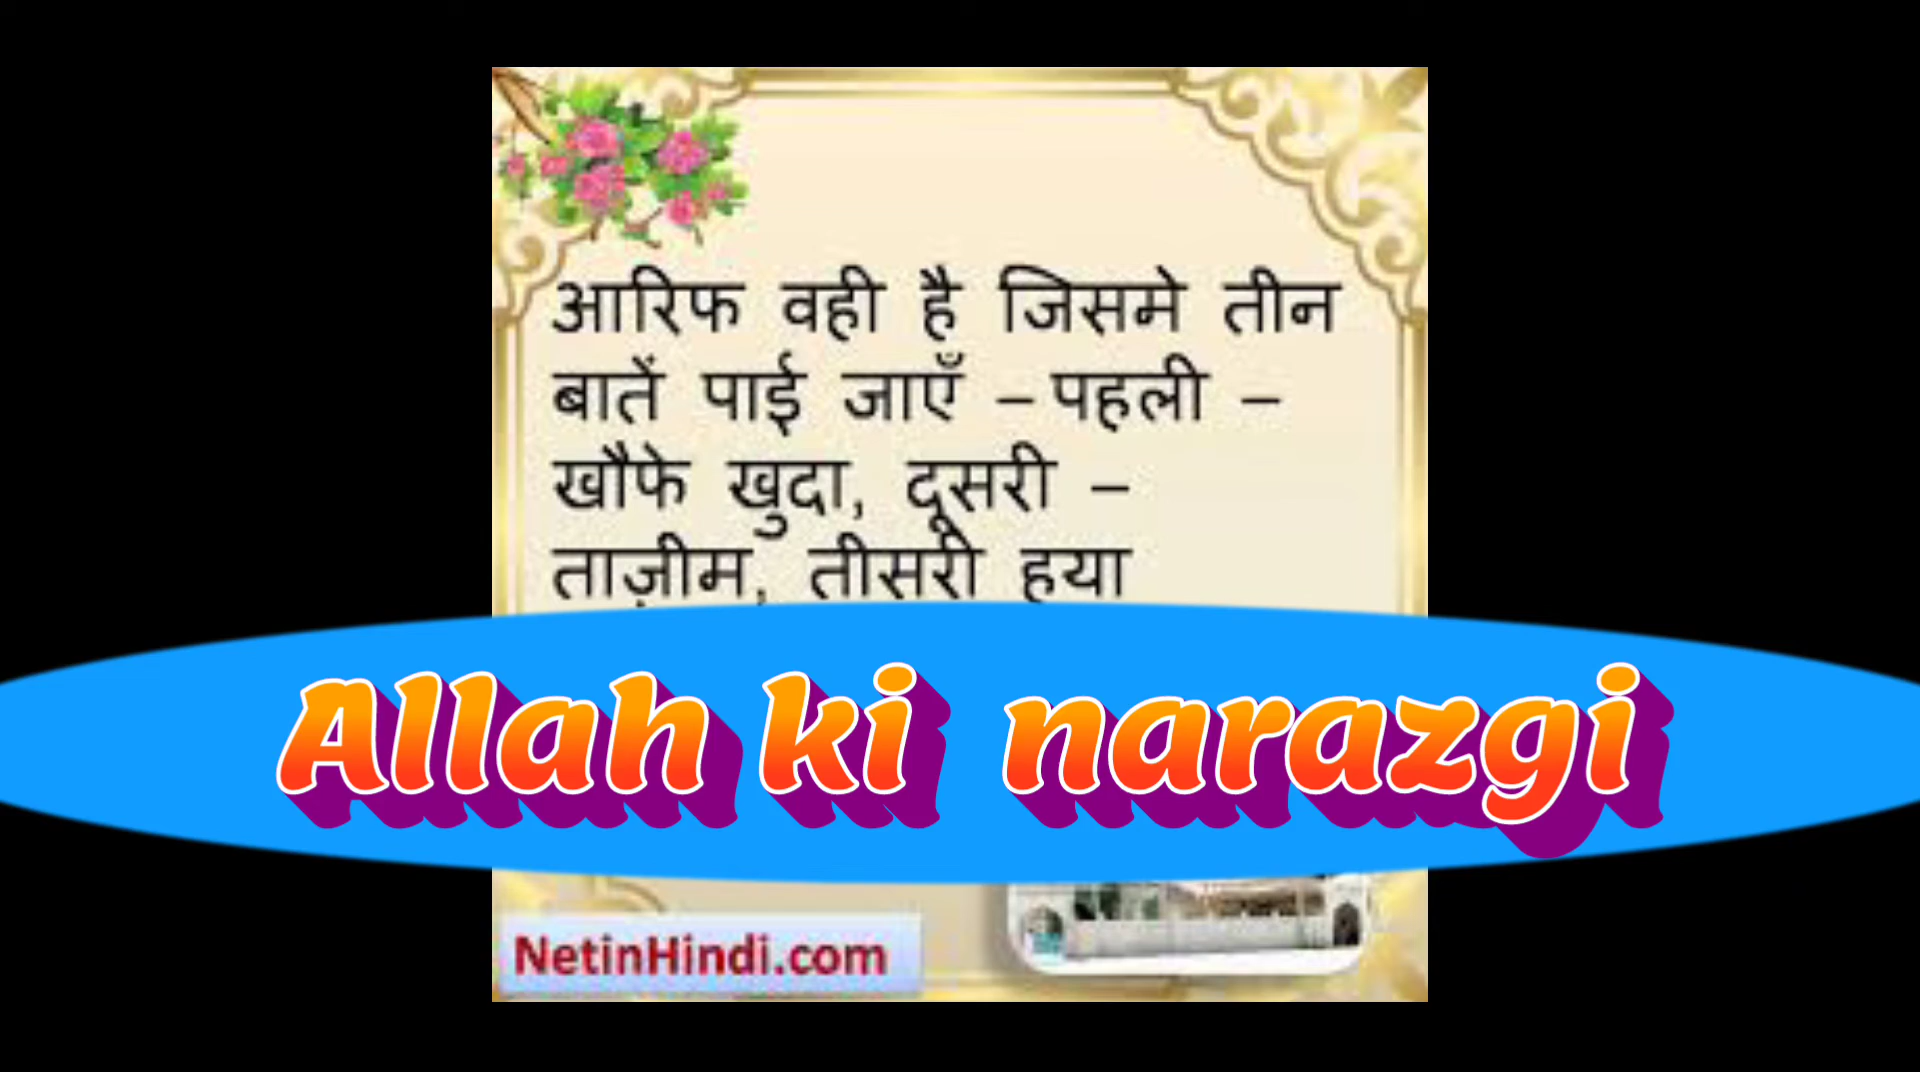 आरिफ वही है जिसमे तीन
बातें पाई जाएँ – पहली –
खौफे खुदा, दूसरी –
ताज़ीम, तीसरी हया
Allah ki narazgi
NetinHindi.com